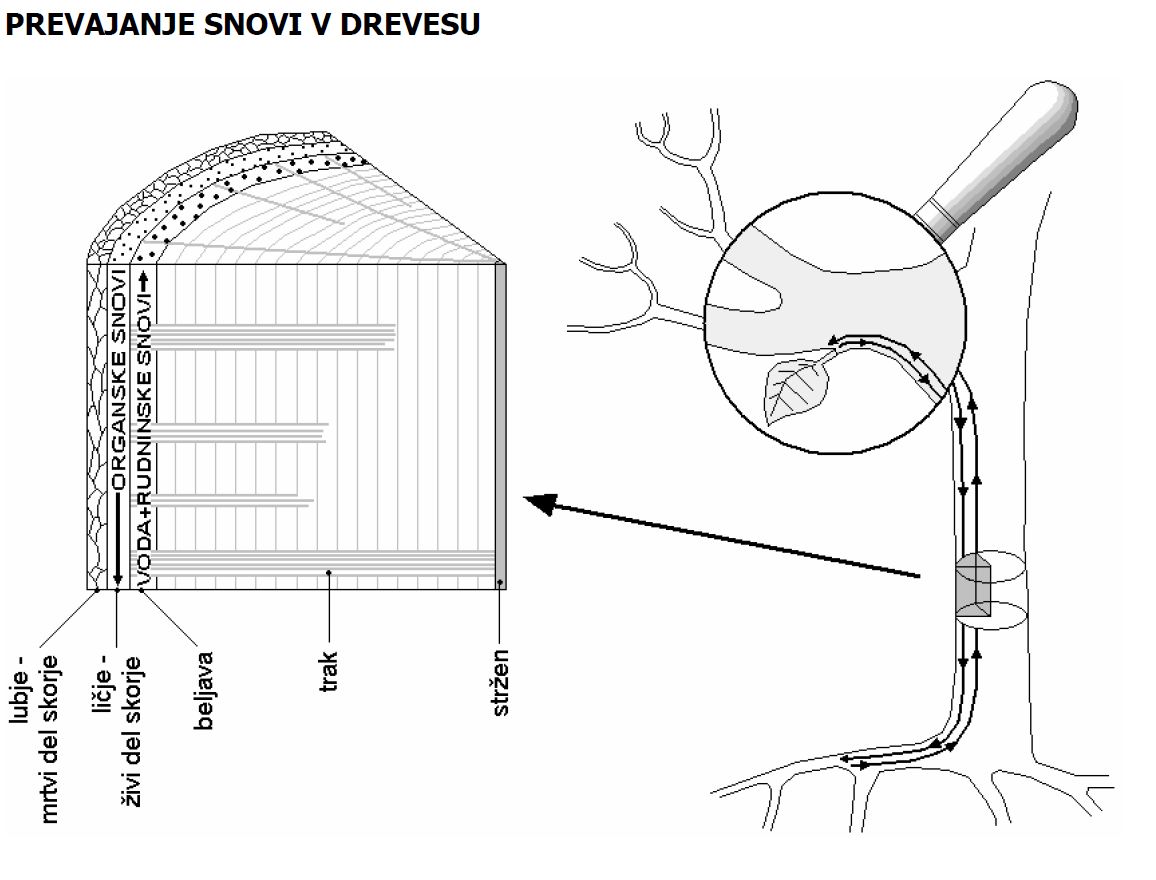 PREVAJANJE SNOVI V DREVESU
ORGANSKE SNOVI
VODA+RUDNINSKE SNOVI
lubje -
mrtvi del skorje
ličje -
živi del skorje
beljava
trak
stržen